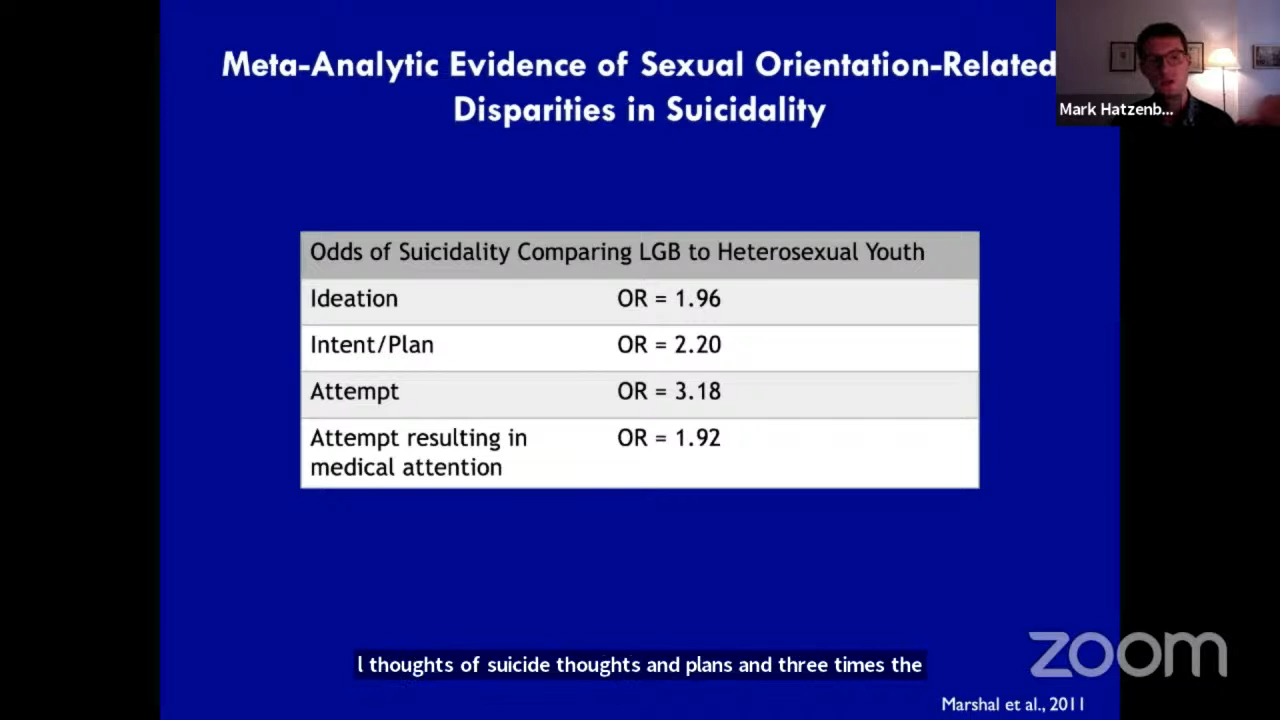 Meta-Analytic Evidence of Sexual Orientation-Related
Disparities in Suicidality
Mark Hatzenb...
Odds of Suicidality Comparing LGB to Heterosexual Youth
Ideation OR = 1.96
Intent/Plan OR = 2.20
Attempt OR = 3.18
Attempt resulting in OR = 1.92
medical attention
l thoughts of suicide thoughts and plans and three times the
zoom
Marshal et al., 2011